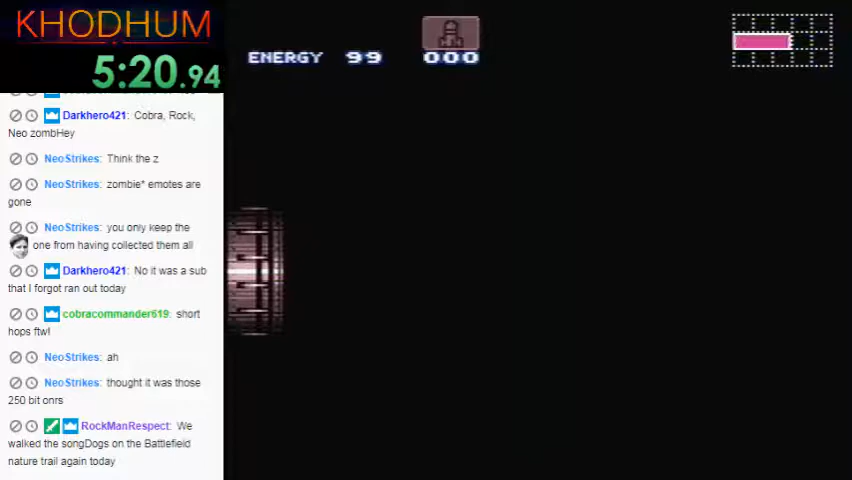 KHODHUM
5:20.94
ENERGY 99 000
Darkhero421: Cobra, Rock,
Neo zombHey
NeoStrikes: Think the z
NeoStrikes: zombie* emotes are
gone
NeoStrikes: you only keep the
one from having collected them all
Darkhero421: No it was a sub
that I forgot ran out today
cobracommander619: short
hops ftw!
NeoStrikes: ah
NeoStrikes: thought it was those
250 bit onrs
RockManRespect: We
walked the songDogs on the Battlefield
nature trail again today